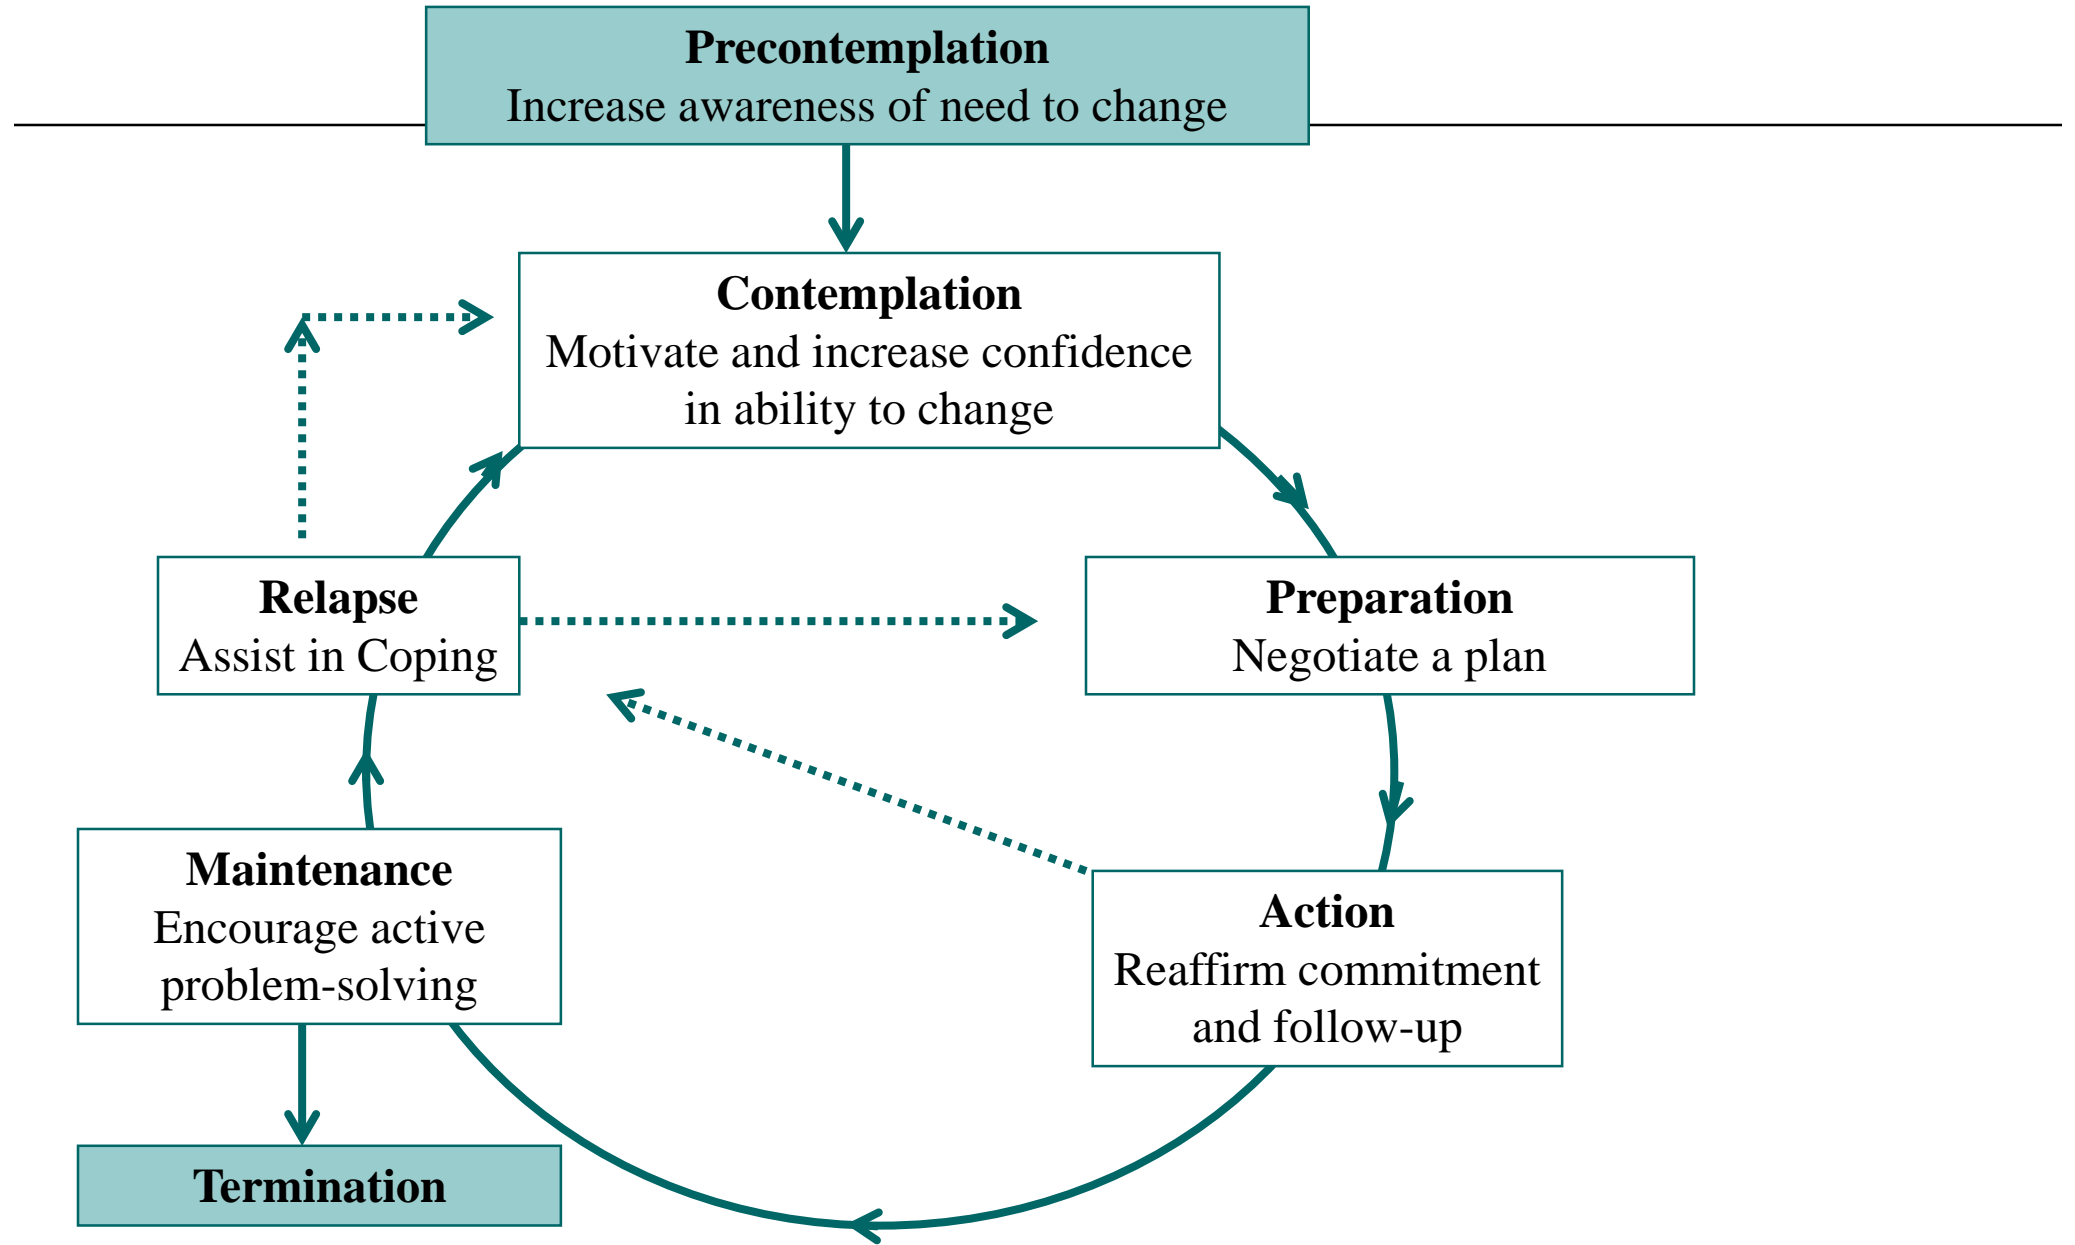 Precontemplation
Increase awareness of need to change
Contemplation
Motivate and increase confidence
in ability to change
Relapse
Assist in Coping
Preparation
Negotiate a plan
Maintenance
Encourage active
problem-solving
Action
Reaffirm commitment
and follow-up
Termination